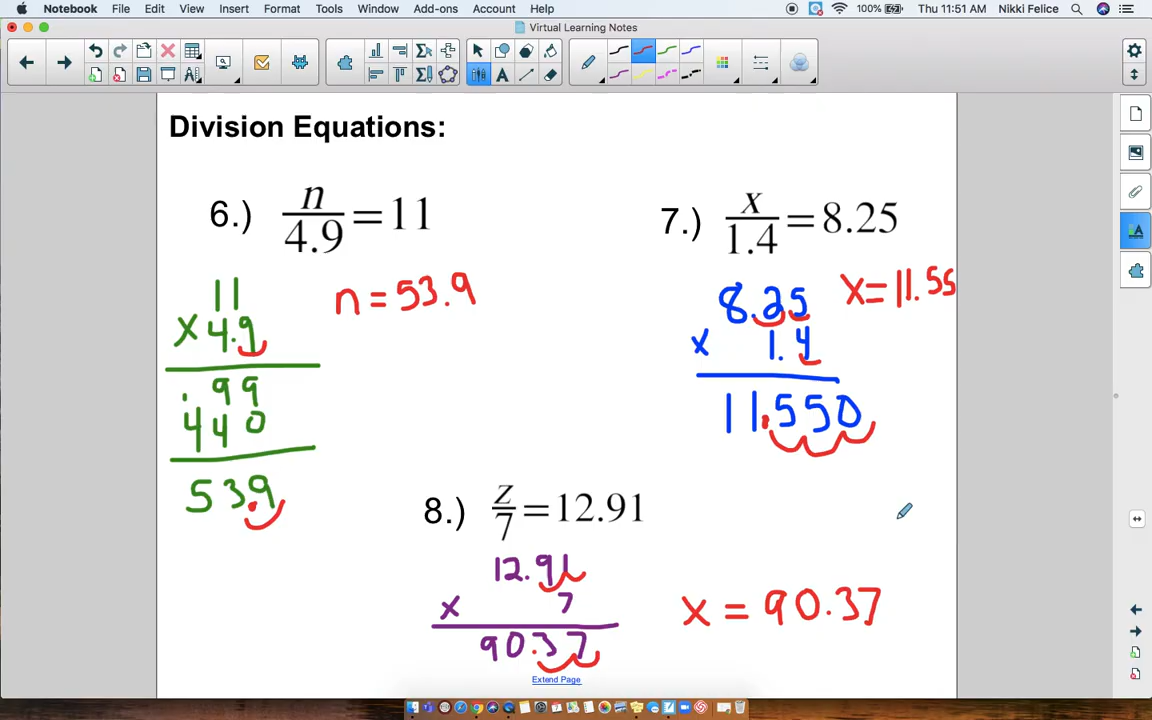 Notebook File Edit View Insert Format Tools Window Add-ons Account Help 100% Thu 11:51 AM Nikki Felice
Virtual Learning Notes
Division Equations:
6.) n/4.9 = 11
7.) x/1.4 = 8.25
11
x 4.9
99
440
539
n = 53.9
8.25
x 1.4
11.550
x = 11.55
8.) z/7 = 12.91
12.91
x 7
90.37
x = 90.37
Extend Page